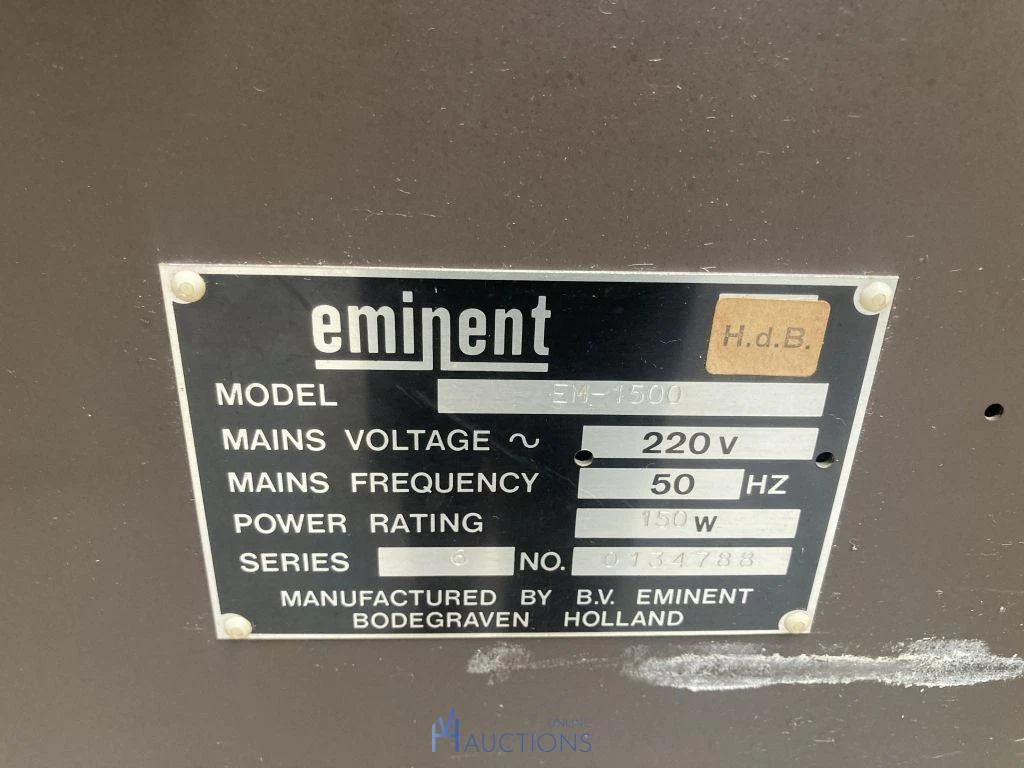 eminent
H.d.B.
MODEL EM-1500
MAINS VOLTAGE ~ 220 V
MAINS FREQUENCY 50 HZ
POWER RATING 150 W
SERIES 6 NO. 0134788
MANUFACTURED BY B.V. EMINENT
BODEGRAVEN HOLLAND
ONLINE
AUCTIONS